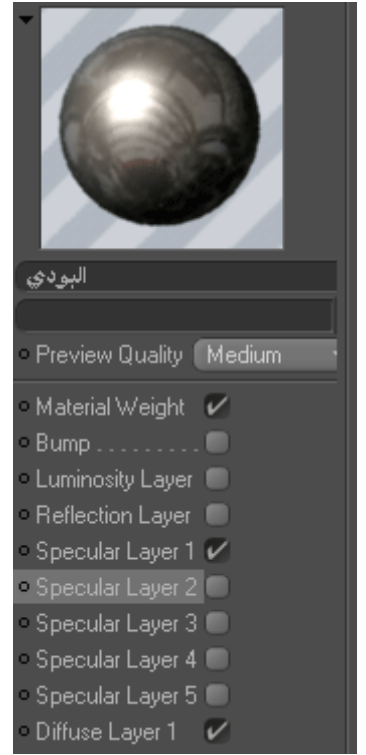 البودي
Preview Quality Medium
Material Weight
Bump . . . . . . . . .
Luminosity Layer
Reflection Layer
Specular Layer 1
Specular Layer 2
Specular Layer 3
Specular Layer 4
Specular Layer 5
Diffuse Layer 1